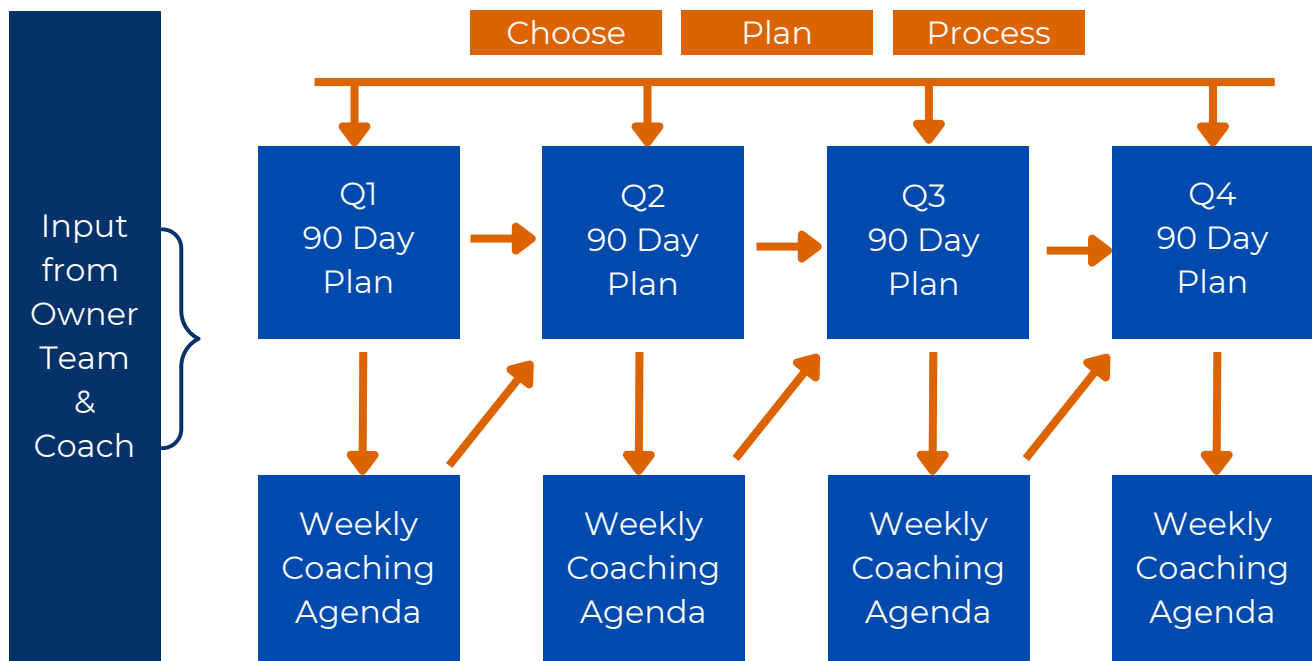 Choose
Plan
Process
Input
from
Owner
Team
&
Coach
Q1
90 Day
Plan
Q2
90 Day
Plan
Q3
90 Day
Plan
Q4
90 Day
Plan
Weekly
Coaching
Agenda
Weekly
Coaching
Agenda
Weekly
Coaching
Agenda
Weekly
Coaching
Agenda